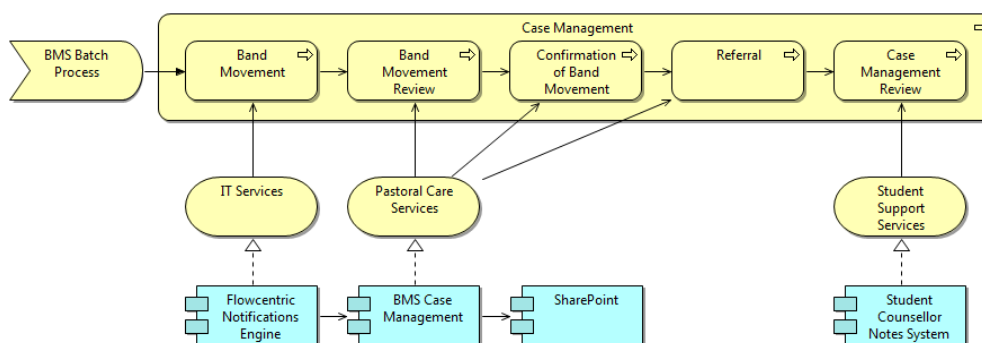 Case Management
BMS Batch
Process
Band
Movement
Band
Movement
Review
Confirmation
of Band
Movement
Referral
Case
Management
Review
IT Services
Pastoral Care
Services
Student
Support
Services
Flowcentric
Notifications
Engine
BMS Case
Management
SharePoint
Student
Counsellor
Notes System